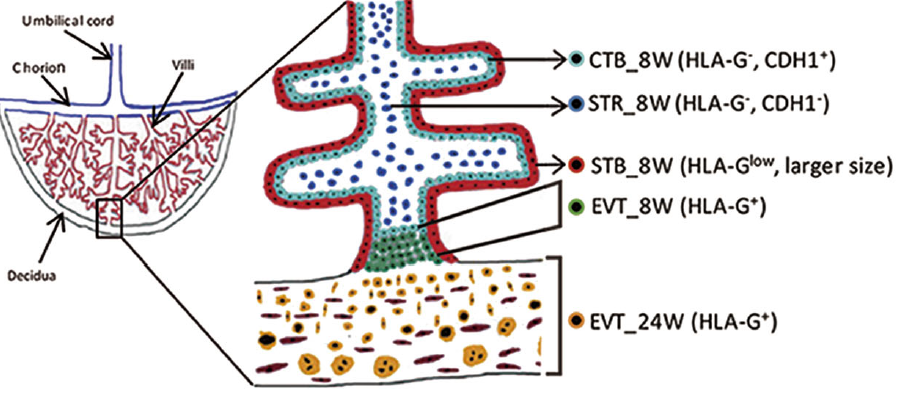 Umbilical cord
Chorion
Villi
Decidua
CTB_8W (HLA-G⁻, CDH1⁺)
STR_8W (HLA-G⁻, CDH1⁻)
STB_8W (HLA-Gˡᵒʷ, larger size)
EVT_8W (HLA-G⁺)
EVT_24W (HLA-G⁺)